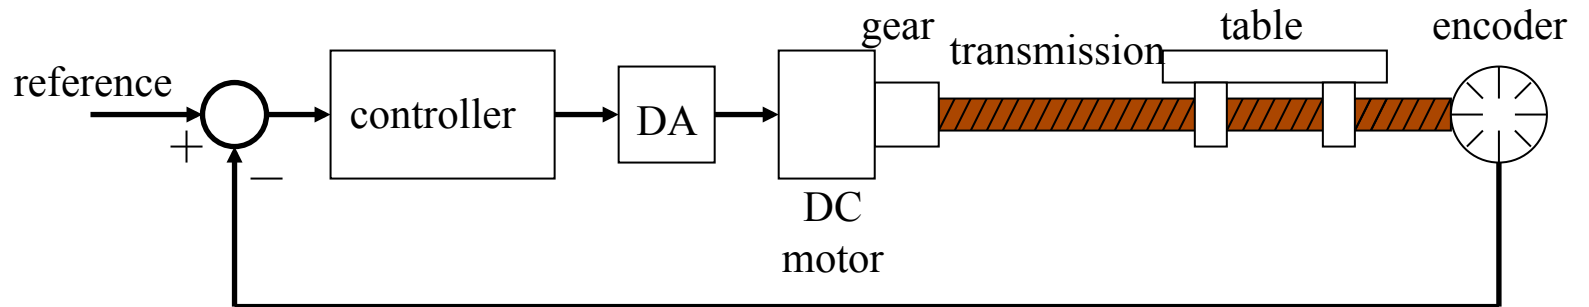 gear
table
encoder
transmission
reference
controller
DA
+
−
DC
motor